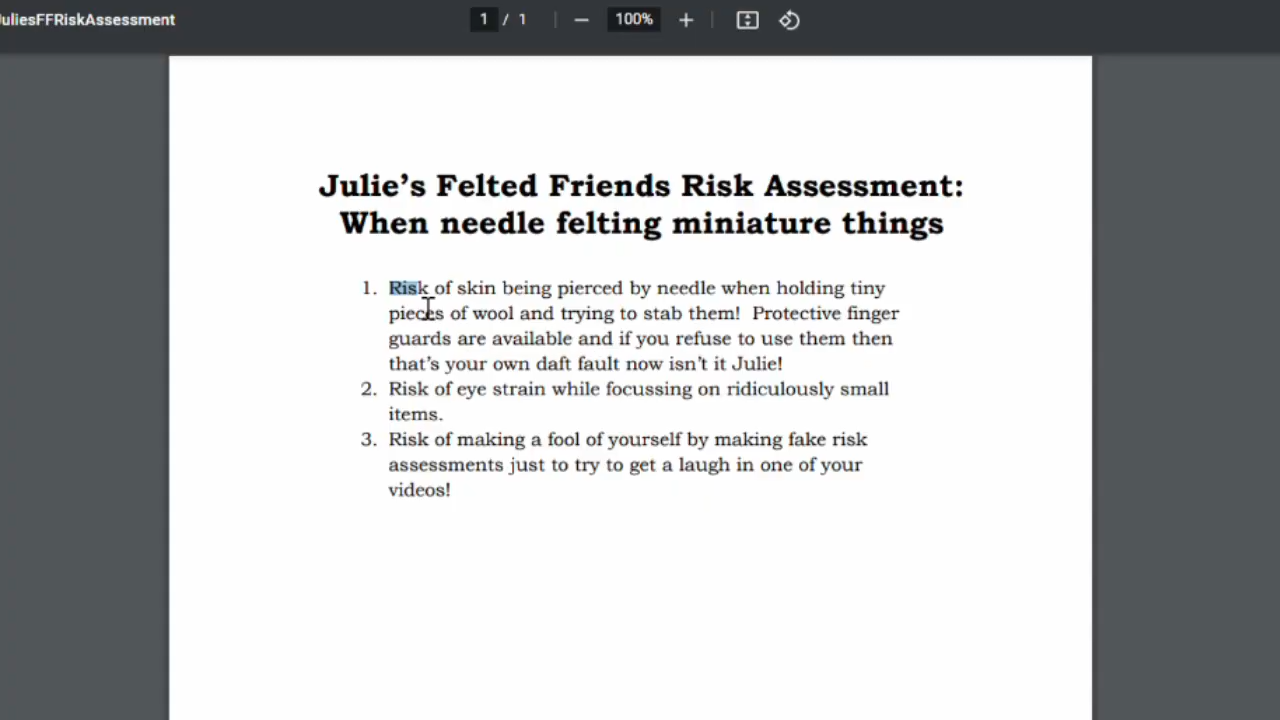 JuliesFFRiskAssessment
1 / 1
100%
Julie's Felted Friends Risk Assessment:
When needle felting miniature things
1. Risk of skin being pierced by needle when holding tiny
pieces of wool and trying to stab them!  Protective finger
guards are available and if you refuse to use them then
that's your own daft fault now isn't it Julie!
2. Risk of eye strain while focussing on ridiculously small
items.
3. Risk of making a fool of yourself by making fake risk
assessments just to try to get a laugh in one of your
videos!